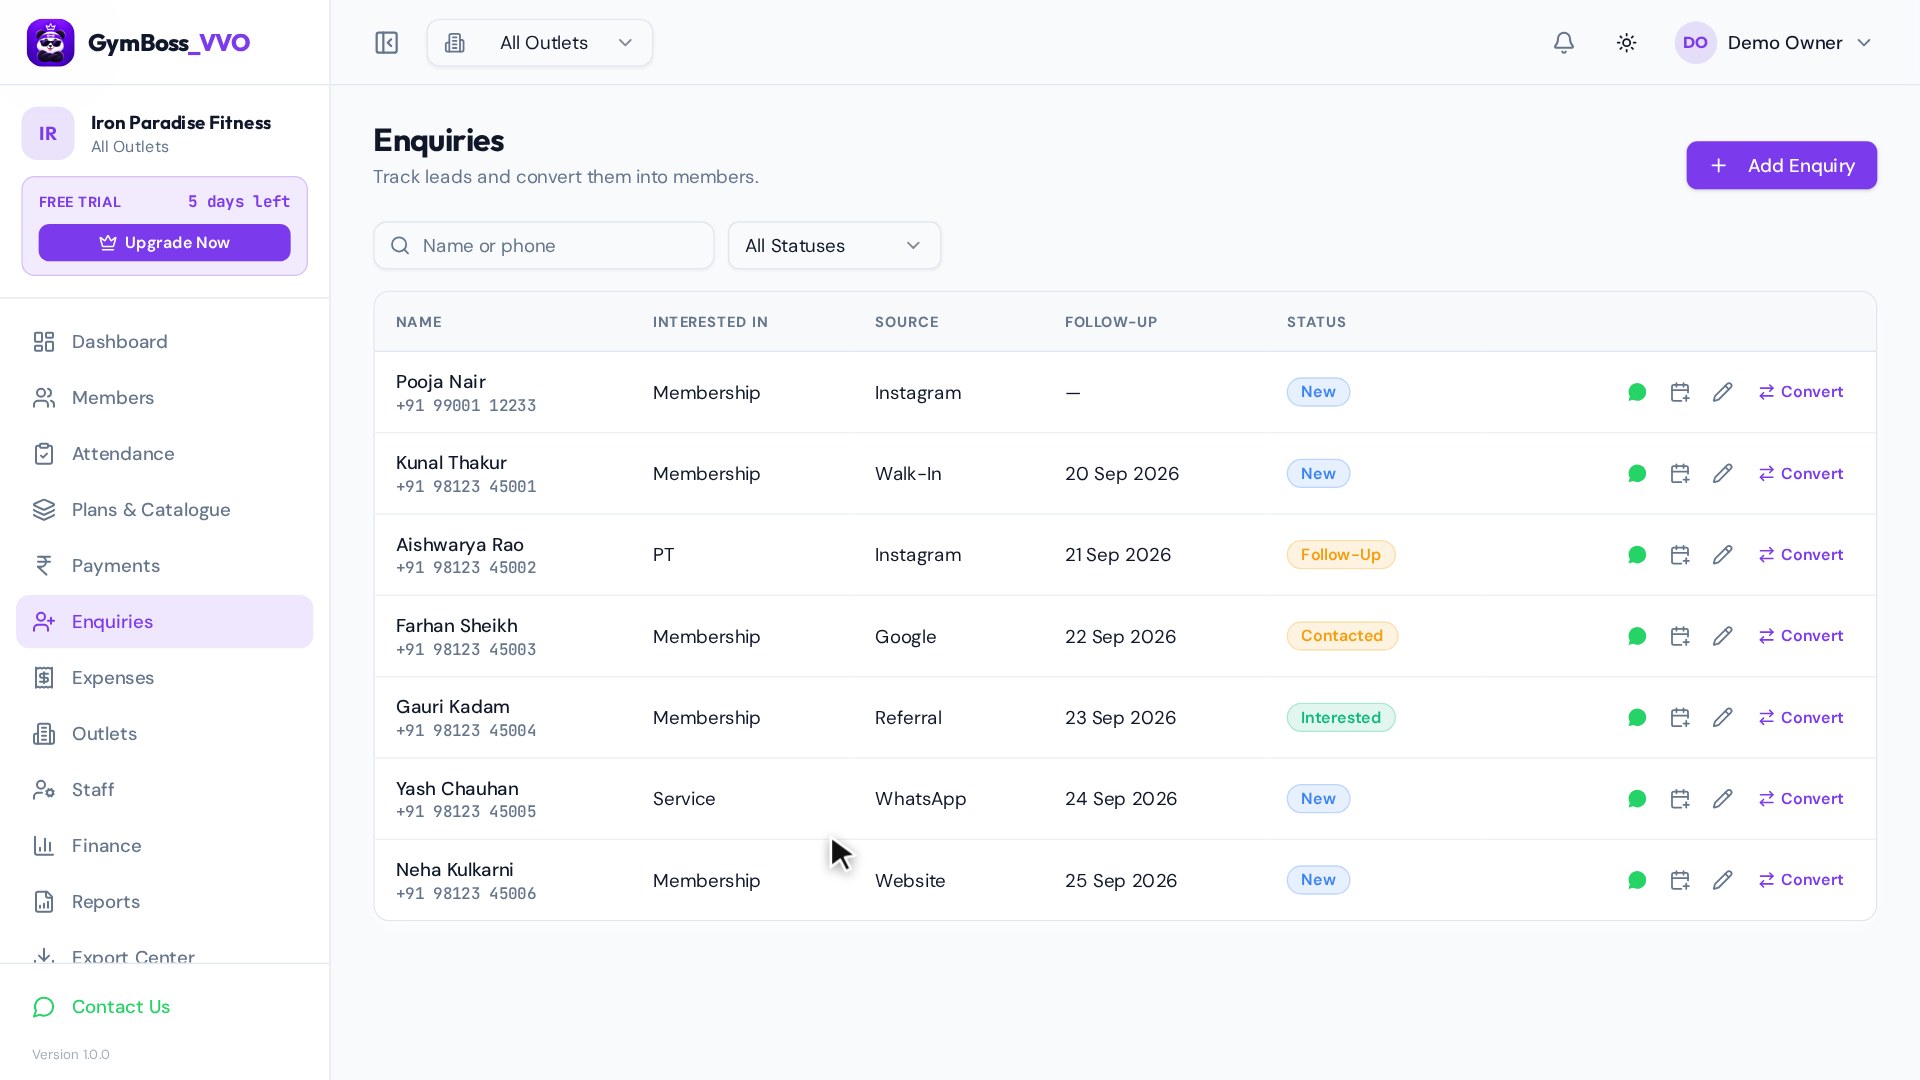 GymBoss_VVO
All Outlets
DO Demo Owner
IR Iron Paradise Fitness
All Outlets
FREE TRIAL 5 days left
Upgrade Now
Dashboard
Members
Attendance
Plans & Catalogue
Payments
Enquiries
Expenses
Outlets
Staff
Finance
Reports
Export Center
Contact Us
Version 1.0.0
Enquiries
Track leads and convert them into members.
Add Enquiry
Name or phone
All Statuses
NAME INTERESTED IN SOURCE FOLLOW-UP STATUS
Pooja Nair
+91 99001 12233
Membership Instagram — New Convert
Kunal Thakur
+91 98123 45001
Membership Walk-In 20 Sep 2026 New Convert
Aishwarya Rao
+91 98123 45002
PT Instagram 21 Sep 2026 Follow-Up Convert
Farhan Sheikh
+91 98123 45003
Membership Google 22 Sep 2026 Contacted Convert
Gauri Kadam
+91 98123 45004
Membership Referral 23 Sep 2026 Interested Convert
Yash Chauhan
+91 98123 45005
Service WhatsApp 24 Sep 2026 New Convert
Neha Kulkarni
+91 98123 45006
Membership Website 25 Sep 2026 New Convert